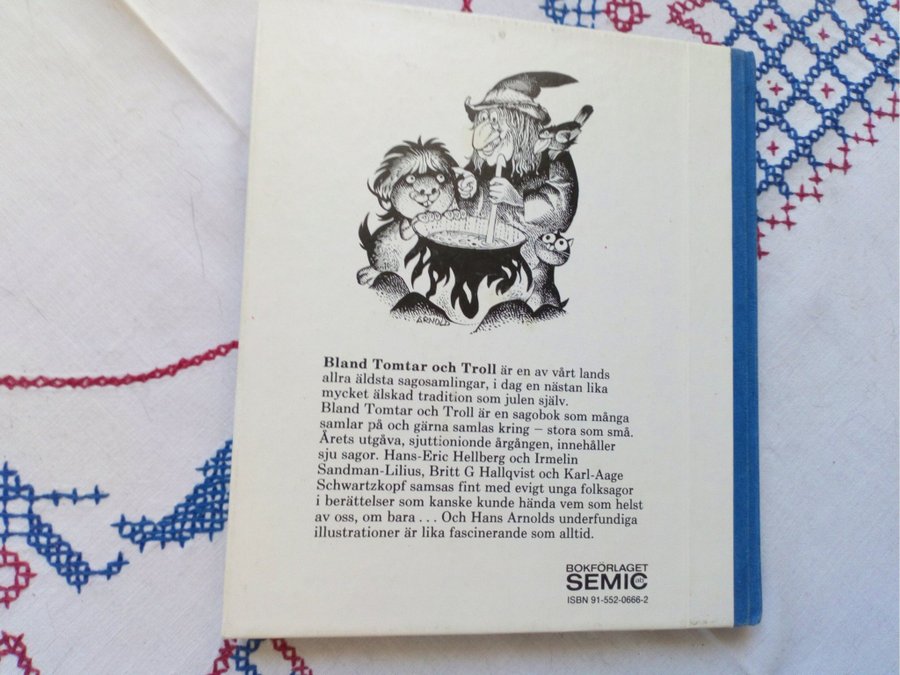 ARNOLD
Bland Tomtar och Troll är en av vårt lands
allra äldsta sagosamlingar, i dag en nästan lika
mycket älskad tradition som julen själv.
Bland Tomtar och Troll är en sagobok som många
samlar på och gärna samlas kring – stora som små.
Årets utgåva, sjuttionionde årgången, innehåller
sju sagor. Hans-Eric Hellberg och Irmelin
Sandman-Lilius, Britt G Hallqvist och Karl-Aage
Schwartzkopf samsas fint med evigt unga folksagor
i berättelser som kanske kunde hända vem som helst
av oss, om bara . . . Och Hans Arnolds underfundiga
illustrationer är lika fascinerande som alltid.
BOKFÖRLAGET
SEMIC ab
ISBN 91-552-0666-2